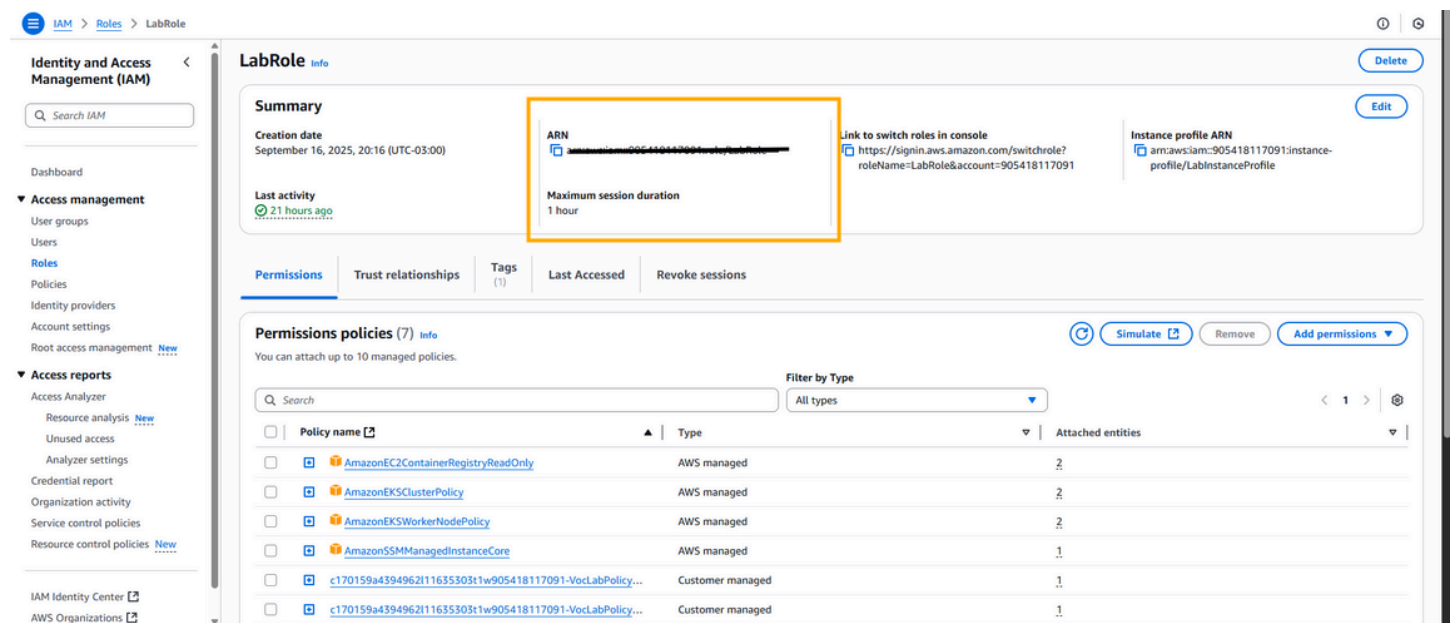 IAM > Roles > LabRole
Identity and Access Management (IAM)
Search IAM
Dashboard
Access management
User groups
Users
Roles
Policies
Identity providers
Account settings
Root access management New
Access reports
Access Analyzer
Resource analysis New
Unused access
Analyzer settings
Credential report
Organization activity
Service control policies
Resource control policies New
IAM Identity Center
AWS Organizations
LabRole Info
Delete
Summary
Edit
Creation date
September 16, 2025, 20:16 (UTC-03:00)
ARN
Link to switch roles in console
https://signin.aws.amazon.com/switchrole?
roleName=LabRole&account=905418117091
Instance profile ARN
arn:aws:iam::905418117091:instance-
profile/LabInstanceProfile
Last activity
21 hours ago
Maximum session duration
1 hour
Permissions
Trust relationships
Tags
(1)
Last Accessed
Revoke sessions
Permissions policies (7) Info
Simulate
Remove
Add permissions
You can attach up to 10 managed policies.
Filter by Type
Search
All types
1
Policy name
Type
Attached entities
AmazonEC2ContainerRegistryReadOnly AWS managed 2
AmazonEKSClusterPolicy AWS managed 2
AmazonEKSWorkerNodePolicy AWS managed 2
AmazonSSMManagedInstanceCore AWS managed 1
c170159a4394962l11635303t1w905418117091-VocLabPolicy... Customer managed 1
c170159a4394962l11635303t1w905418117091-VocLabPolicy... Customer managed 1